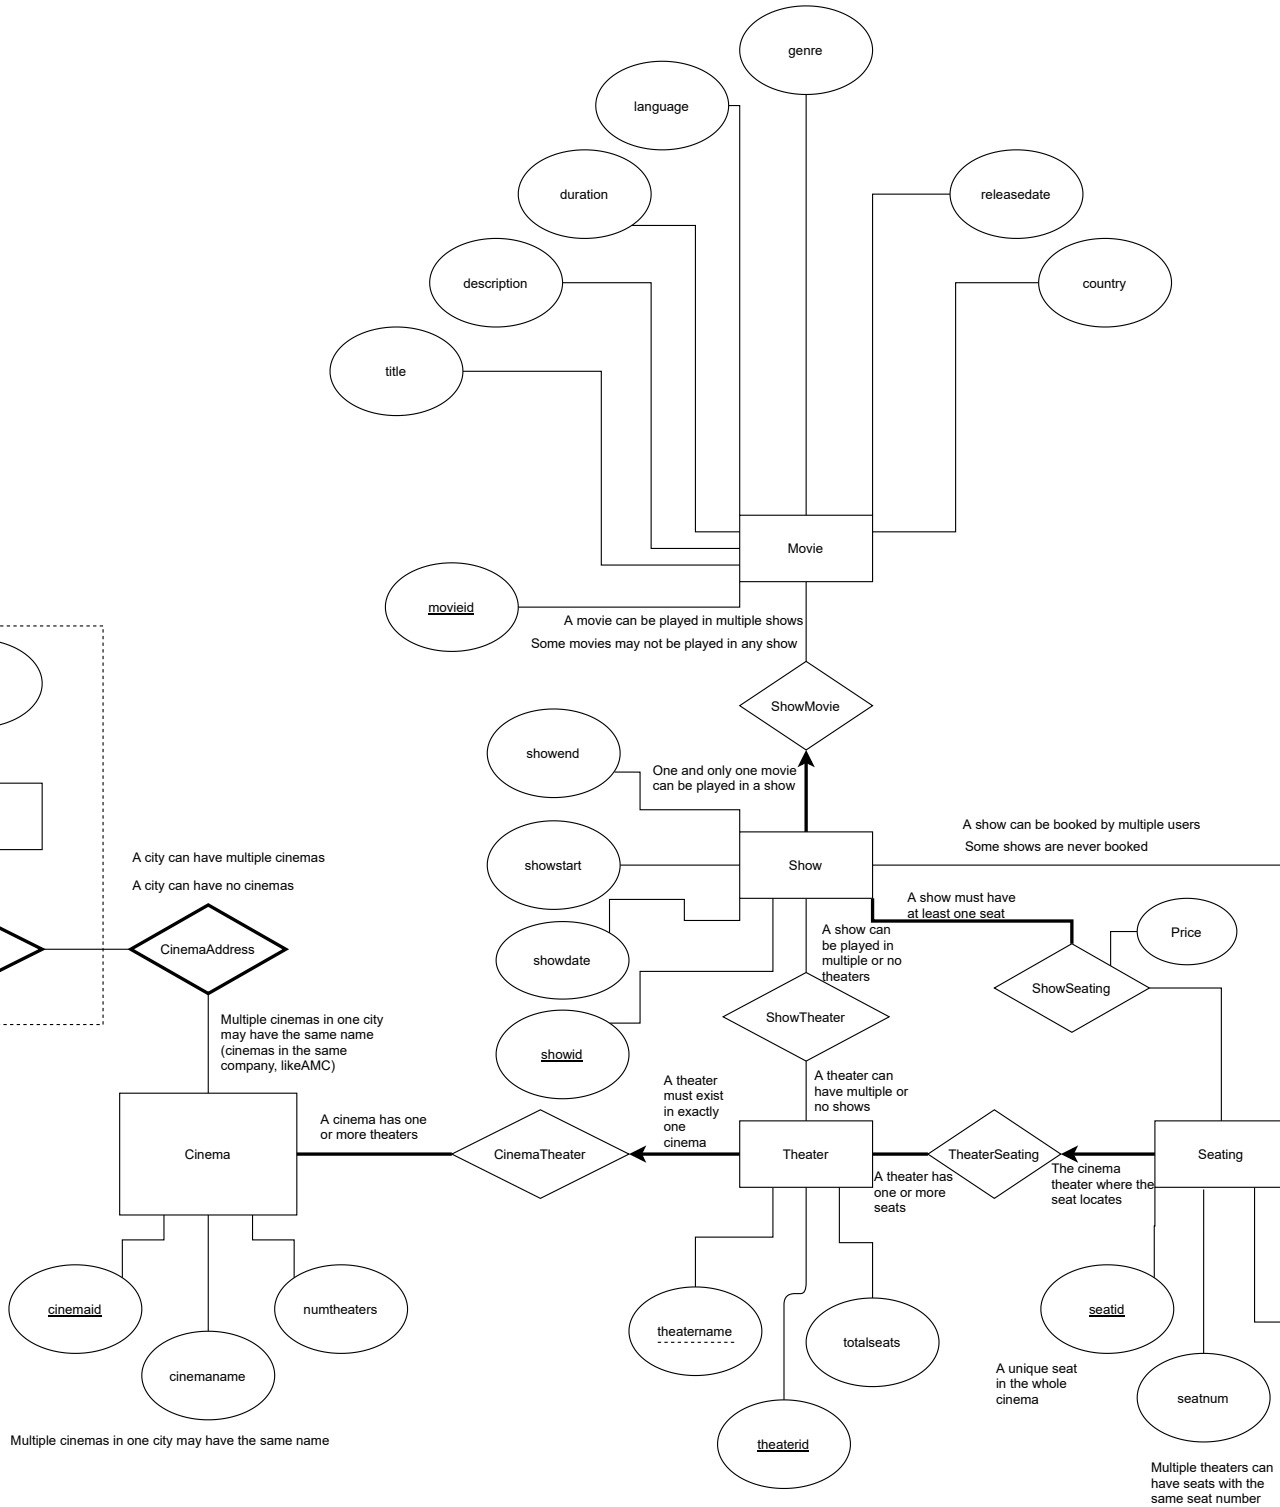 genre
language
duration
releasedate
description
country
title
Movie
movieid
A movie can be played in multiple shows
Some movies may not be played in any show
ShowMovie
showend
One and only one movie
can be played in a show
A show can be booked by multiple users
Some shows are never booked
showstart
Show
A city can have multiple cinemas
A city can have no cinemas
A show must have
at least one seat
CinemaAddress
A show can
be played in
multiple or no
theaters
Price
showdate
ShowSeating
ShowTheater
Multiple cinemas in one city
may have the same name
(cinemas in the same
company, likeAMC)
showid
A theater
must exist
in exactly
one
cinema
A theater can
have multiple or
no shows
A cinema has one
or more theaters
Cinema
CinemaTheater
Theater
TheaterSeating
Seating
A theater has
one or more
seats
The cinema
theater where the
seat locates
cinemaid
numtheaters
cinemaname
theatername
totalseats
theaterid
seatid
A unique seat
in the whole
cinema
seatnum
Multiple cinemas in one city may have the same name
Multiple theaters can
have seats with the
same seat number